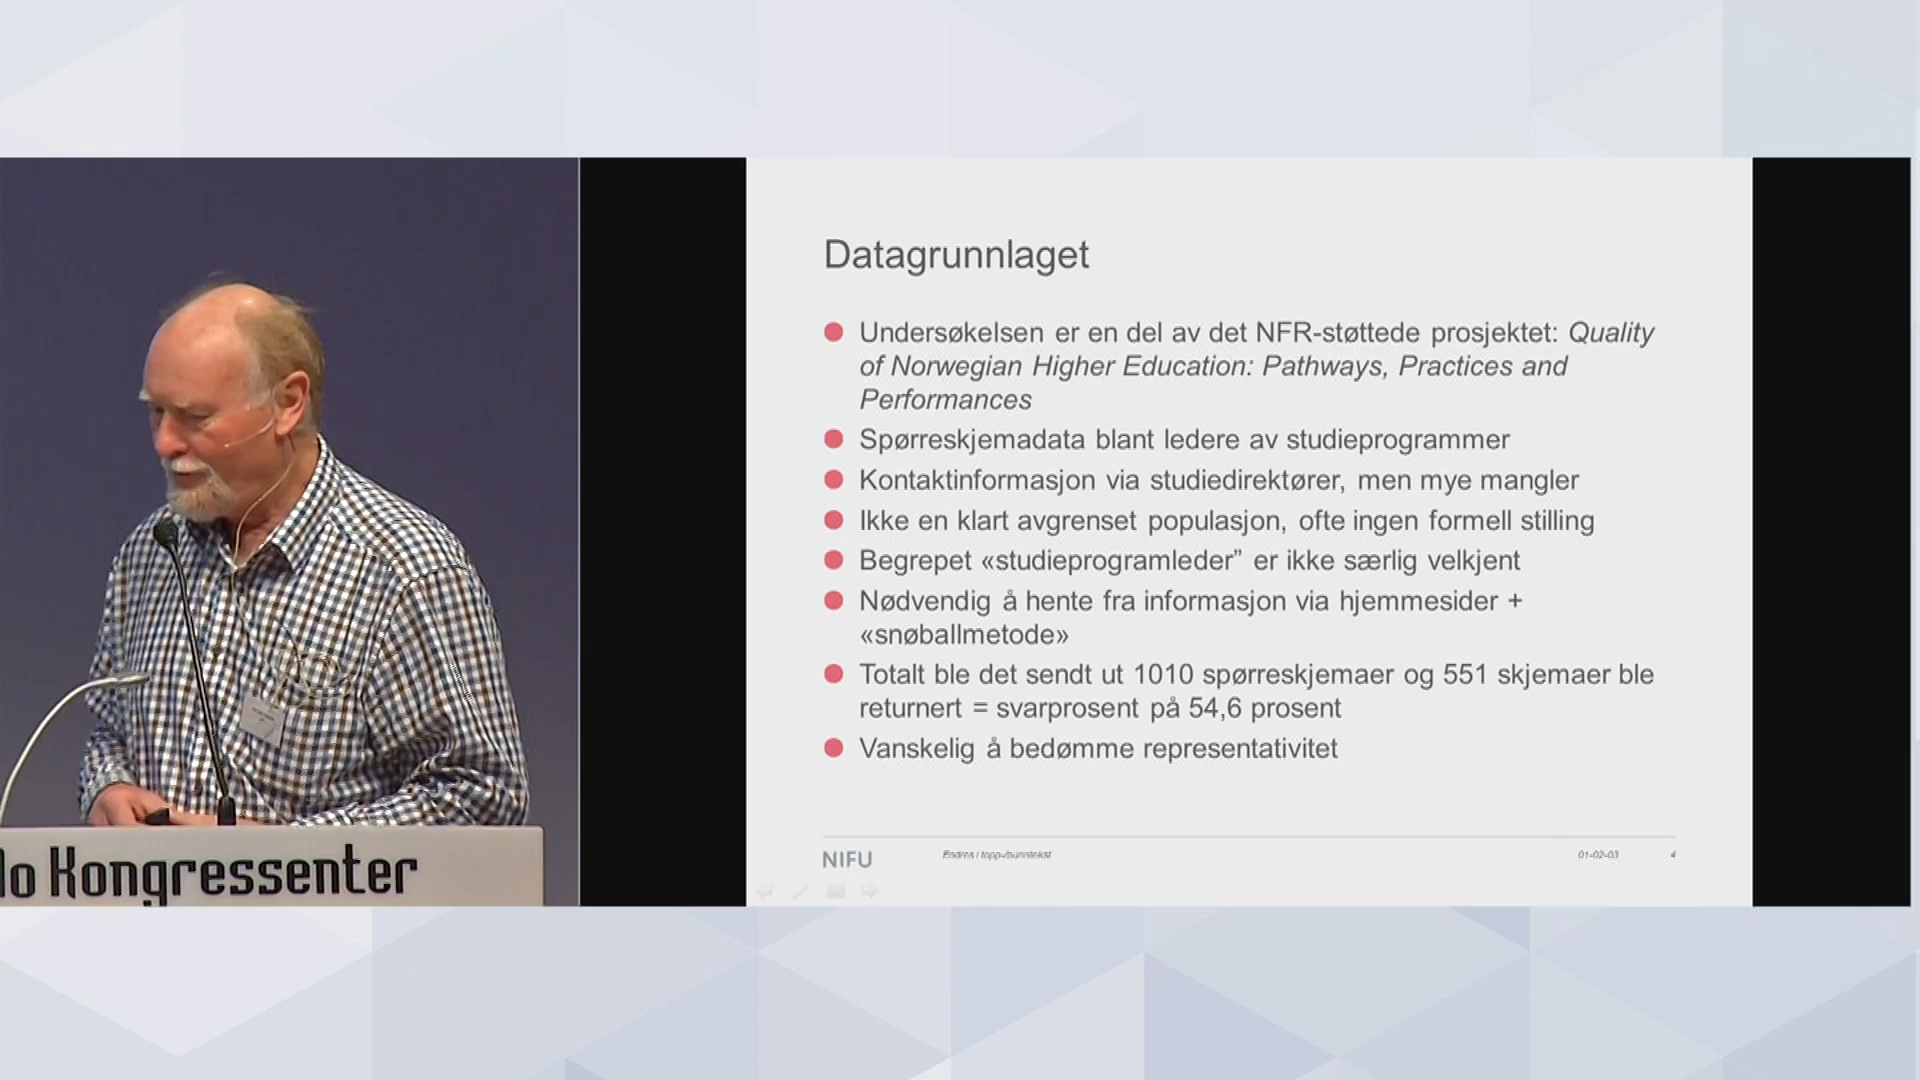 Datagrunnlaget
Undersøkelsen er en del av det NFR-støttede prosjektet: Quality
of Norwegian Higher Education: Pathways, Practices and
Performances
Spørreskjemadata blant ledere av studieprogrammer
Kontaktinformasjon via studiedirektører, men mye mangler
Ikke en klart avgrenset populasjon, ofte ingen formell stilling
Begrepet «studieprogramleder” er ikke særlig velkjent
Nødvendig å hente fra informasjon via hjemmesider +
«snøballmetode»
Totalt ble det sendt ut 1010 spørreskjemaer og 551 skjemaer ble
returnert = svarprosent på 54,6 prosent
Vanskelig å bedømme representativitet
NIFU
Endres i topp-/bunntekst
01-02-03
4
lo Kongressenter